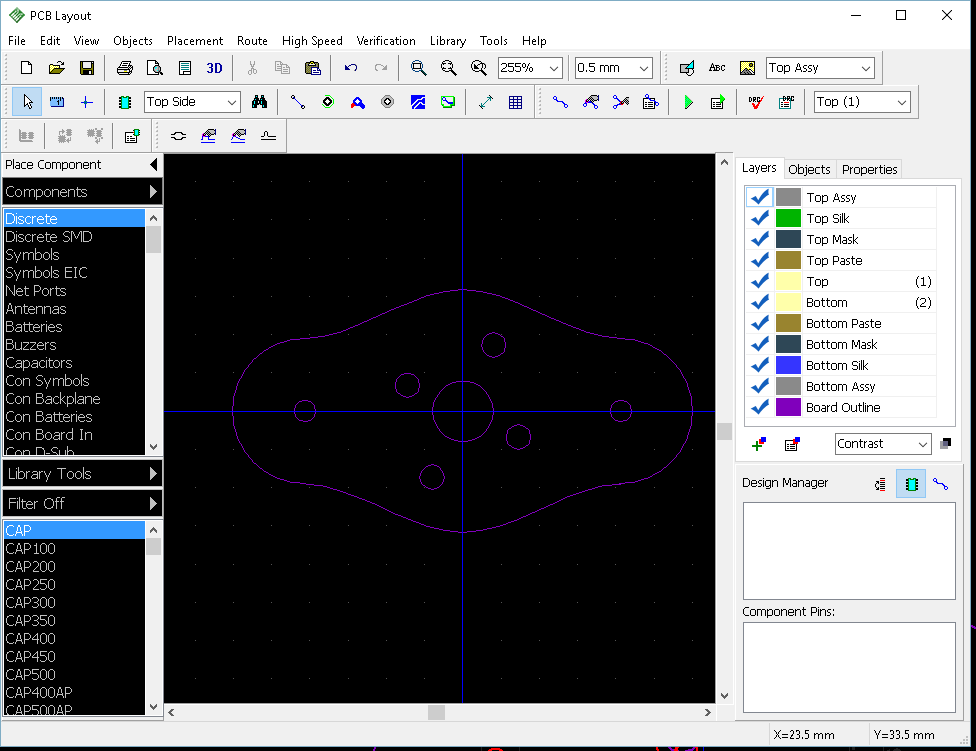 PCB Layout
File Edit View Objects Placement Route High Speed Verification Library Tools Help
3D 255% 0.5 mm ABC Top Assy
Top Side DRC DRC Top (1)
Place Component
Components
Discrete
Discrete SMD
Symbols
Symbols EIC
Net Ports
Antennas
Batteries
Buzzers
Capacitors
Con Symbols
Con Backplane
Con Batteries
Con Board In
Con D-Sub
Library Tools
Filter Off
CAP
CAP100
CAP200
CAP250
CAP300
CAP350
CAP400
CAP450
CAP500
CAP400AP
CAP500AP
Layers Objects Properties
Top Assy
Top Silk
Top Mask
Top Paste
Top (1)
Bottom (2)
Bottom Paste
Bottom Mask
Bottom Silk
Bottom Assy
Board Outline
Contrast
Design Manager
Component Pins:
X=23.5 mm Y=33.5 mm